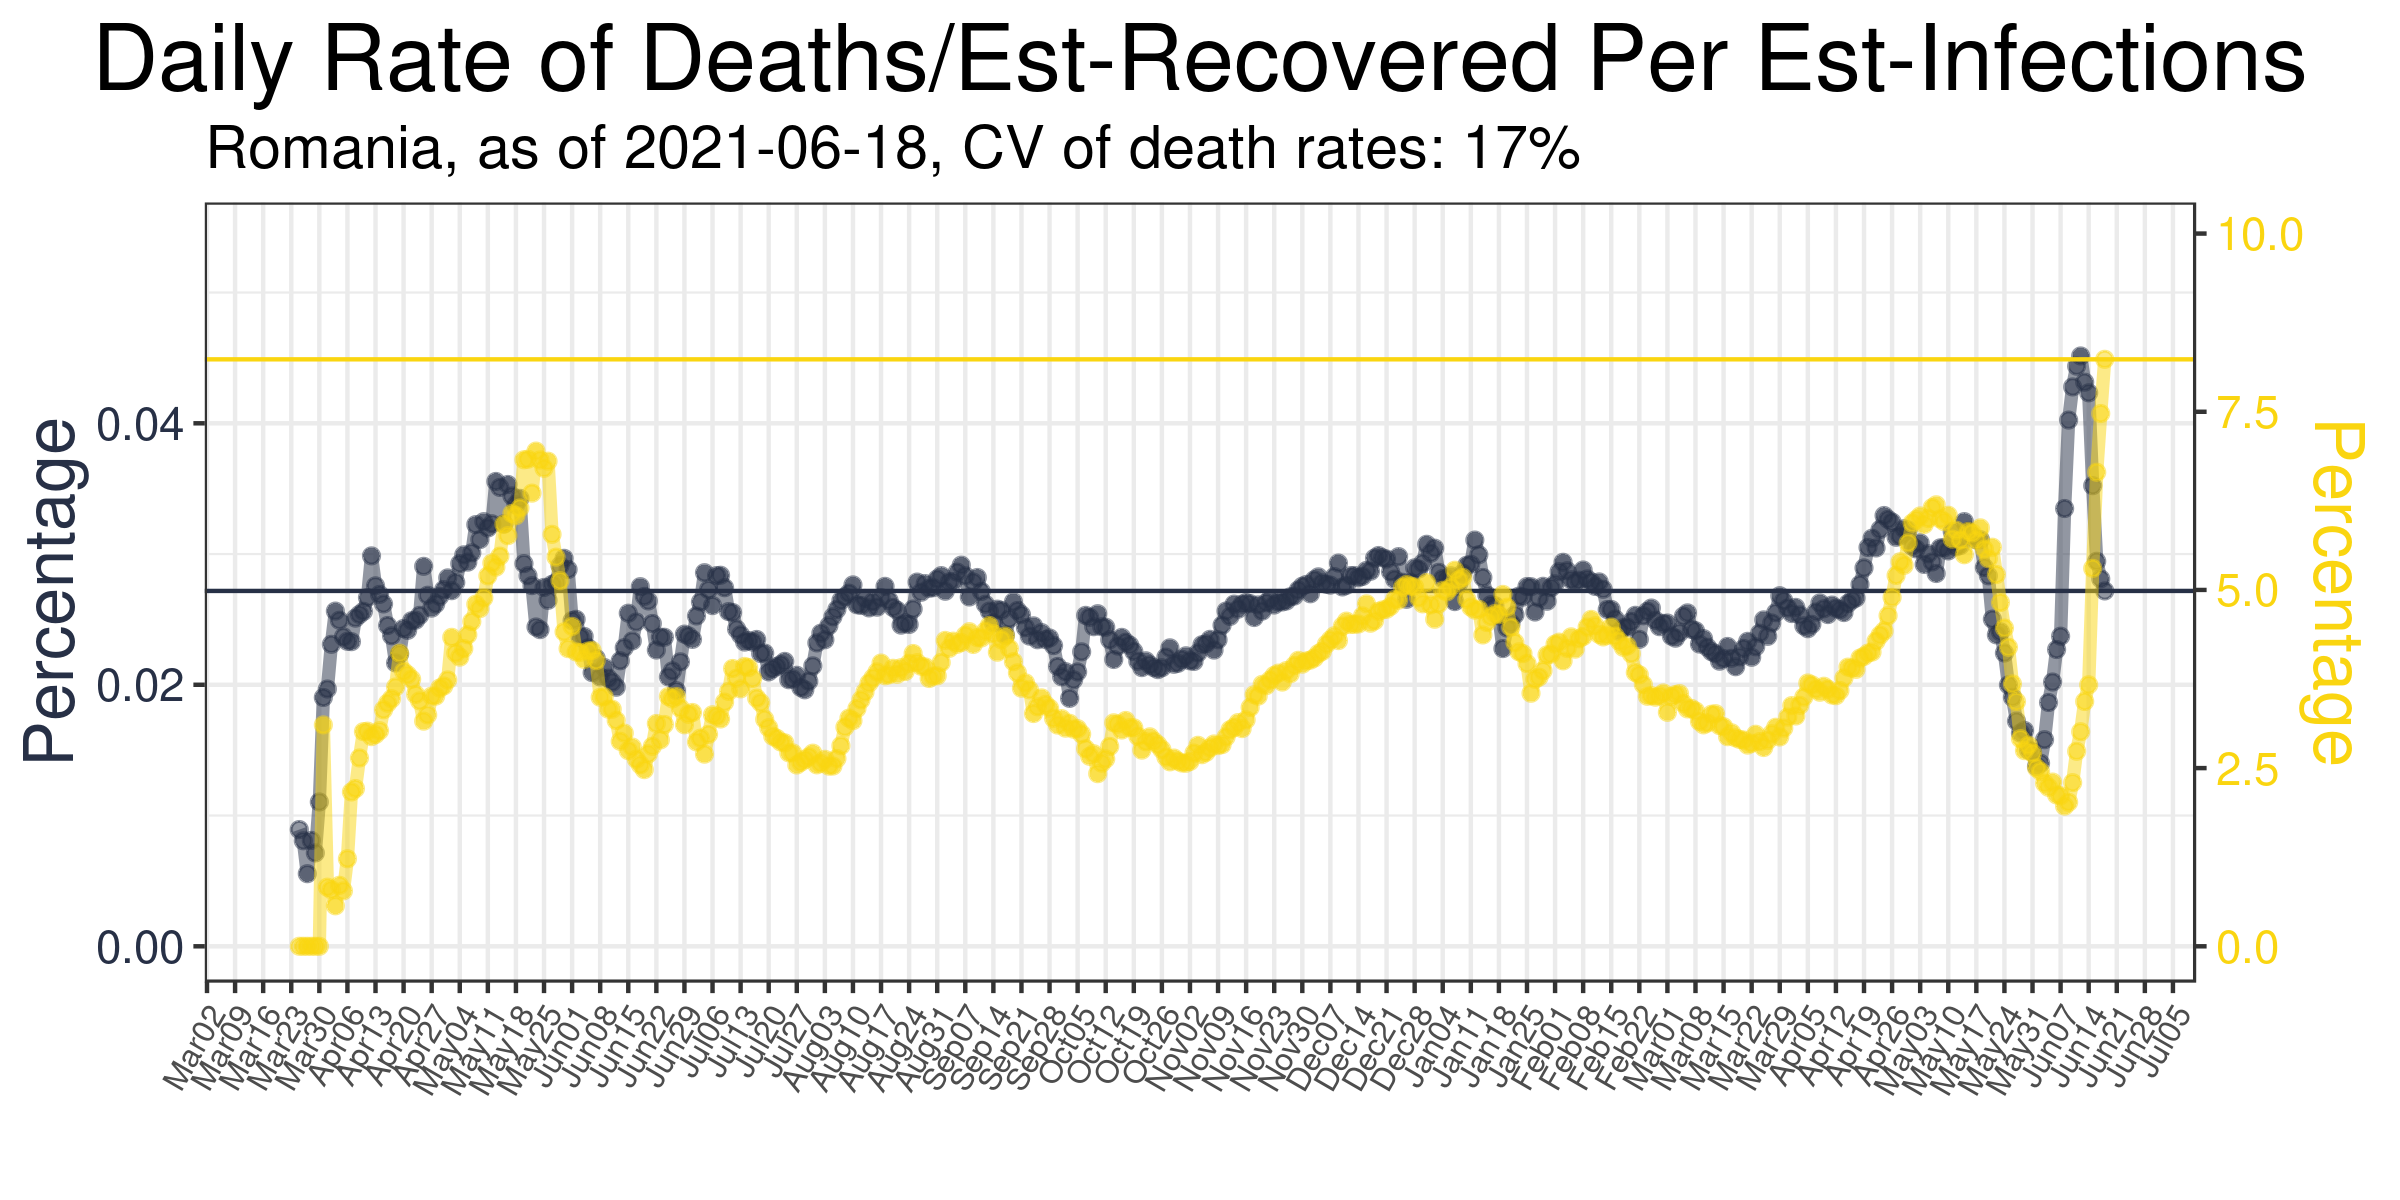 Daily Rate of Deaths/Est-Recovered Per Est-Infections
Romania, as of 2021-06-18, CV of death rates: 17%
Percentage
0.04
0.02
0.00
10.0
7.5
5.0
2.5
0.0
Percentage
Mar02
Mar09
Mar16
Mar23
Mar30
Apr06
Apr13
Apr20
Apr27
May04
May11
May18
May25
Jun01
Jun08
Jun15
Jun22
Jun29
Jul06
Jul13
Jul20
Jul27
Aug03
Aug10
Aug17
Aug24
Aug31
Sep07
Sep14
Sep21
Sep28
Oct05
Oct12
Oct19
Oct26
Nov02
Nov09
Nov16
Nov23
Nov30
Dec07
Dec14
Dec21
Dec28
Jan04
Jan11
Jan18
Jan25
Feb01
Feb08
Feb15
Feb22
Mar01
Mar08
Mar15
Mar22
Mar29
Apr05
Apr12
Apr19
Apr26
May03
May10
May17
May24
May31
Jun07
Jun14
Jun21
Jun28
Jul05